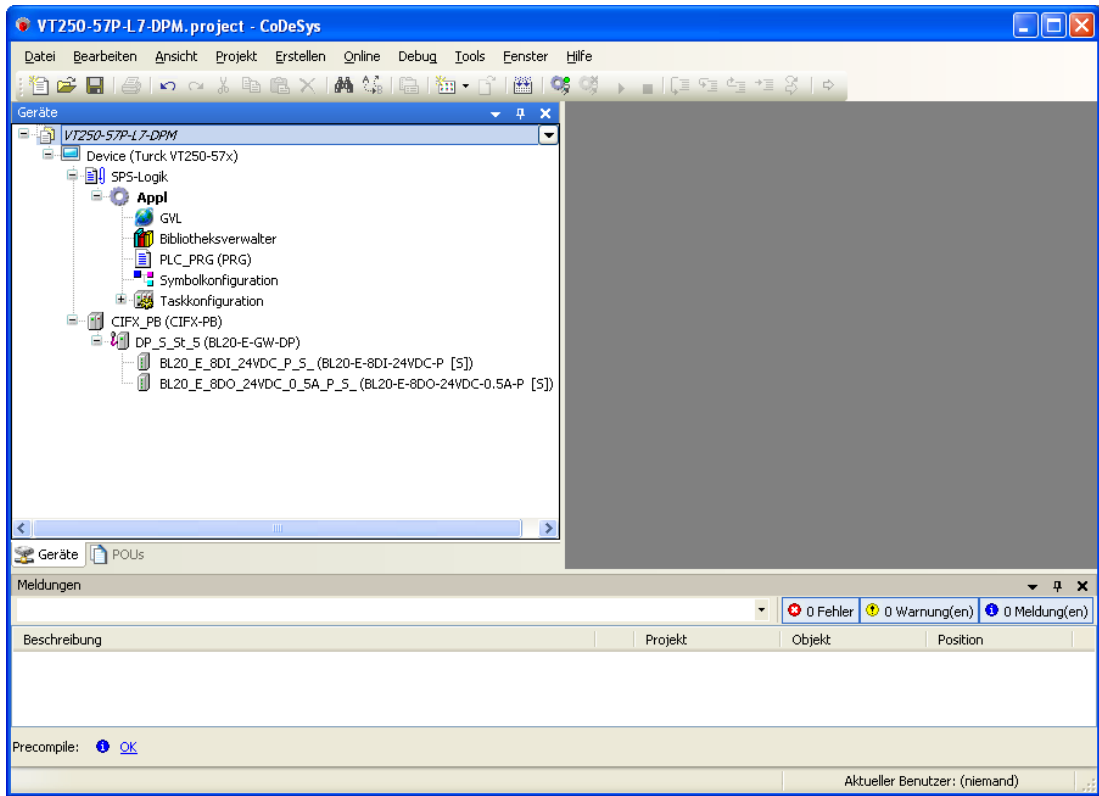 VT250-57P-L7-DPM.project - CoDeSys
Datei Bearbeiten Ansicht Projekt Erstellen Online Debug Tools Fenster Hilfe
Geräte
VT250-57P-L7-DPM
Device (Turck VT250-57x)
SPS-Logik
Appl
GVL
Bibliotheksverwalter
PLC_PRG (PRG)
Symbolkonfiguration
Taskkonfiguration
CIFX_PB (CIFX-PB)
DP_S_St_5 (BL20-E-GW-DP)
BL20_E_8DI_24VDC_P_S_ (BL20-E-8DI-24VDC-P [S])
BL20_E_8DO_24VDC_0_5A_P_S_ (BL20-E-8DO-24VDC-0.5A-P [S])
Geräte POUs
Meldungen
0 Fehler 0 Warnung(en) 0 Meldung(en)
Beschreibung Projekt Objekt Position
Precompile: OK
Aktueller Benutzer: (niemand)